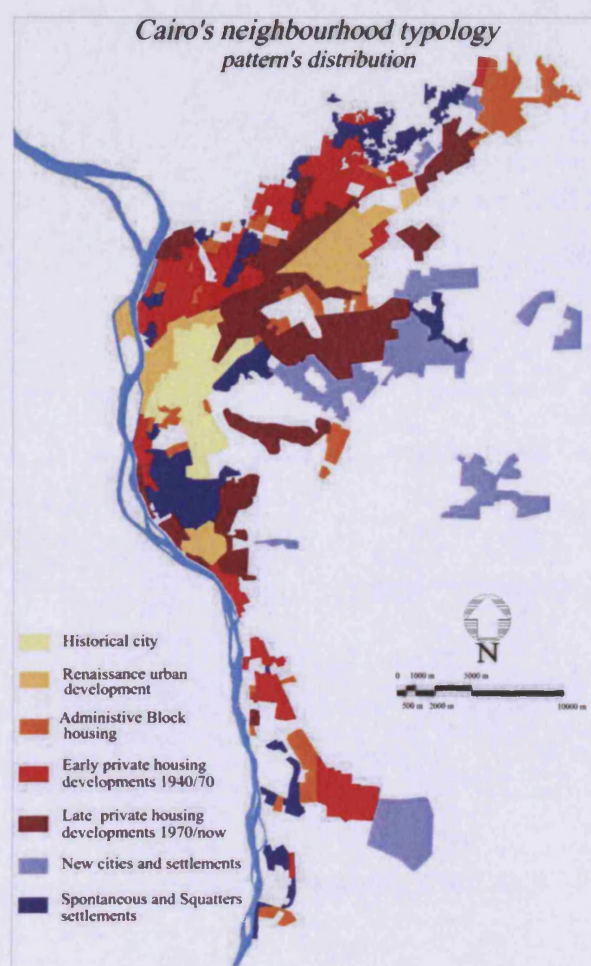 Cairo's neighbourhood typology
pattern's distribution
Historical city
Renaissance urban
development
Administive Block
housing
Early private housing
developments 1940/70
Late private housing
developments 1970/now
New cities and settlements
Spontaneous and Squatters
settlements
N
0 1000 m 5000 m
500 m 2000 m 10000 m